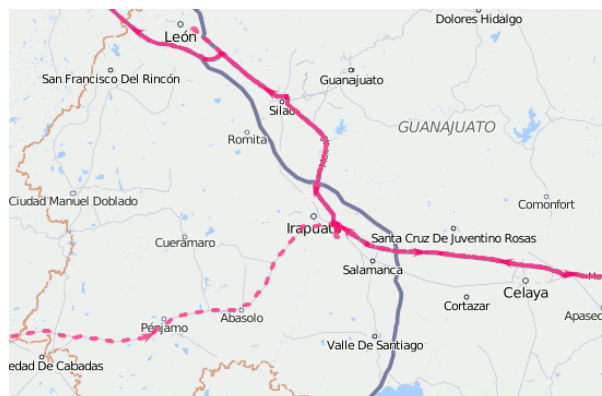 Dolores Hidalgo
León
San Francisco Del Rincón
Guanajuato
Silao
GUANAJUATO
Romita
Ciudad Manuel Doblado
Comonfort
Irapuato
Santa Cruz De Juventino Rosas
Cuerámaro
Salamanca
Celaya
Cortazar
Apaseo
Abasolo
Pénjamo
Valle De Santiago
edad De Cabadas